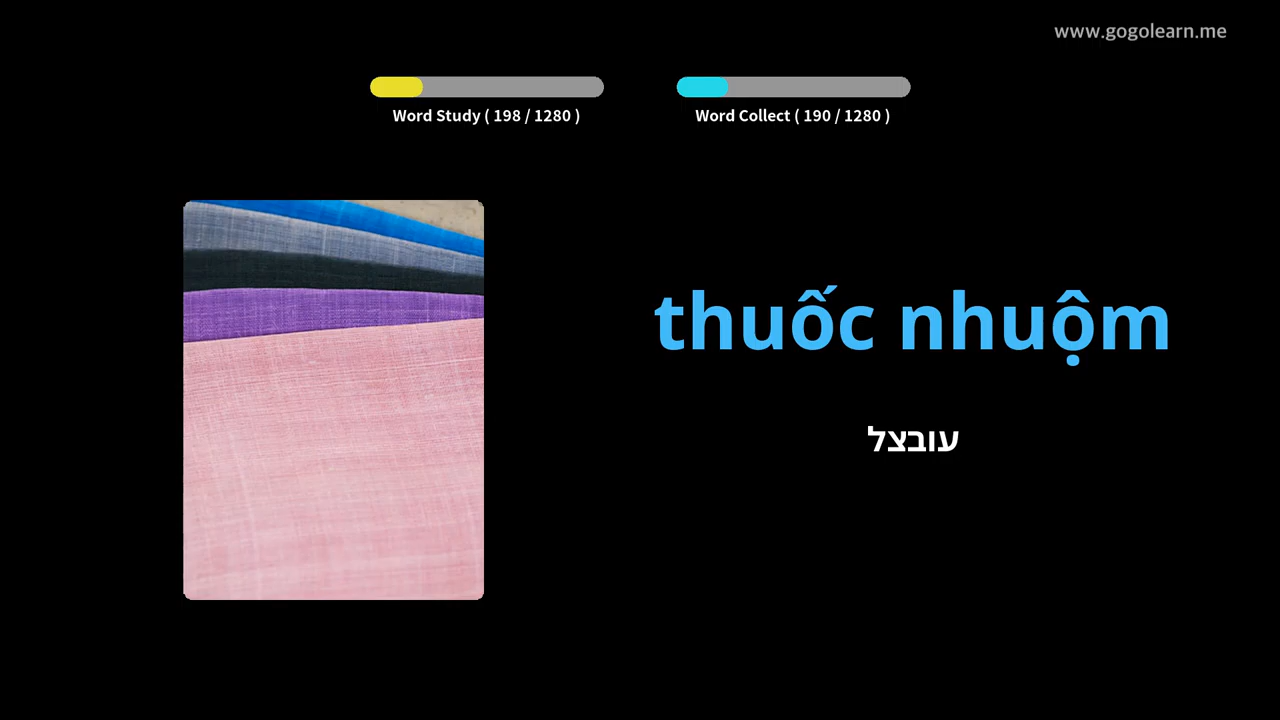 www.gogolearn.me
Word Study ( 198 / 1280 )
Word Collect ( 190 / 1280 )
thuốc nhuộm
עובצל